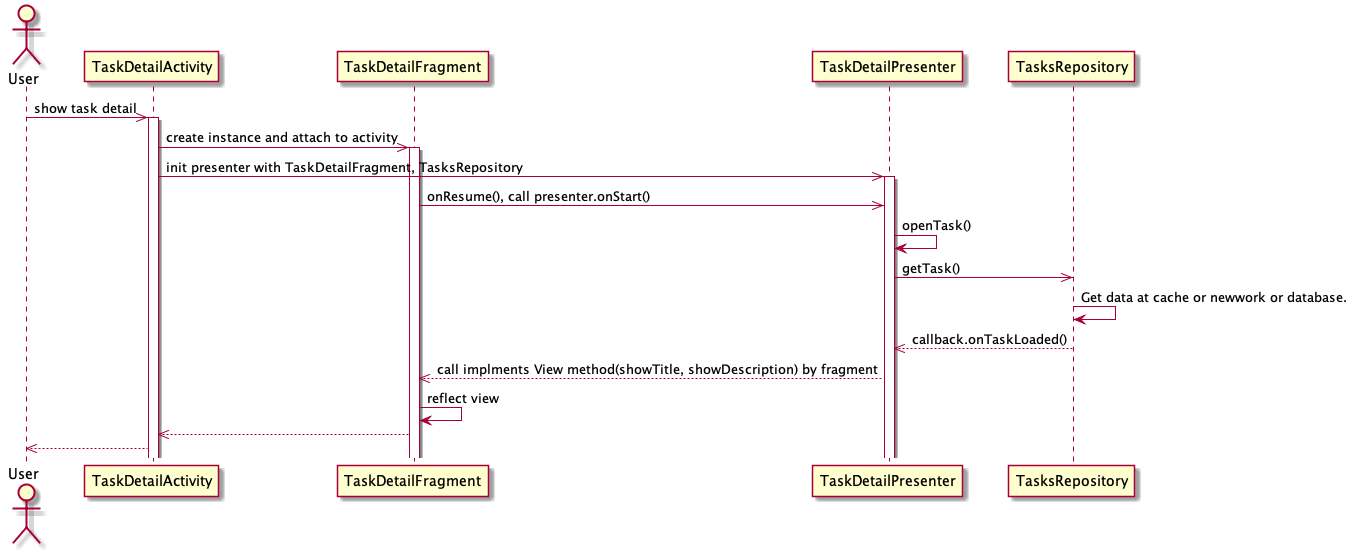 User
TaskDetailActivity
TaskDetailFragment
TaskDetailPresenter
TasksRepository
show task detail
create instance and attach to activity
init presenter with TaskDetailFragment, TasksRepository
onResume(), call presenter.onStart()
openTask()
getTask()
Get data at cache or newwork or database.
callback.onTaskLoaded()
call implments View method(showTitle, showDescription) by fragment
reflect view
User
TaskDetailActivity
TaskDetailFragment
TaskDetailPresenter
TasksRepository